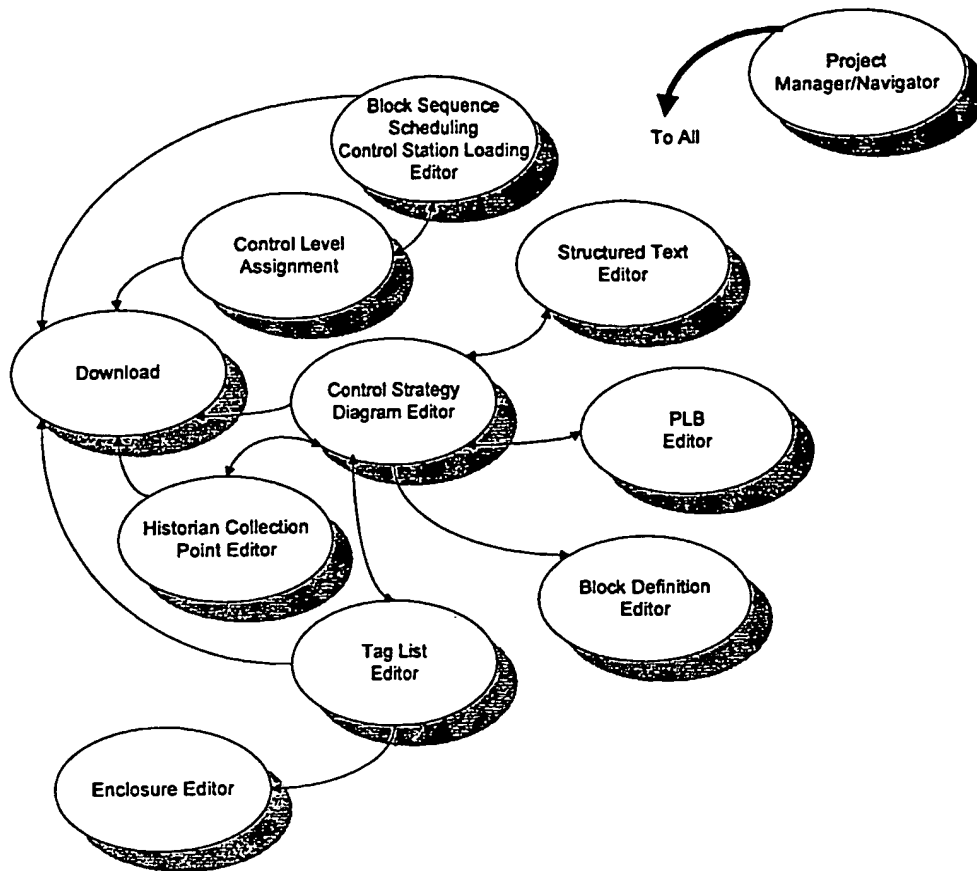 Project
Manager/Navigator
To All
Block Sequence
Scheduling
Control Station Loading
Editor
Control Level
Assignment
Structured Text
Editor
Download
Control Strategy
Diagram Editor
PLB
Editor
Historian Collection
Point Editor
Block Definition
Editor
Tag List
Editor
Enclosure Editor